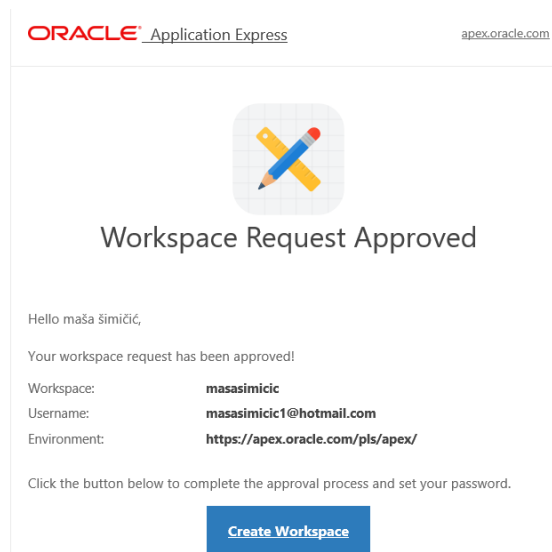 ORACLE Application Express apex.oracle.com
Workspace Request Approved
Hello maša šimičić,
Your workspace request has been approved!
Workspace: masasimicic
Username: masasimicic1@hotmail.com
Environment: https://apex.oracle.com/pls/apex/
Click the button below to complete the approval process and set your password.
Create Workspace